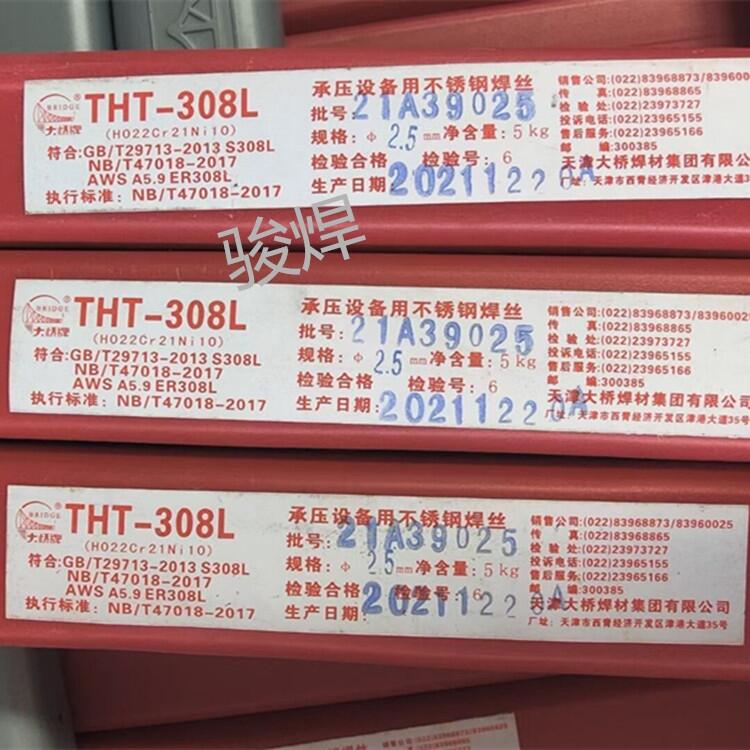 BRIDGE
大桥牌
®
THT-308L
(H022Cr21Ni10)
符合:GB/T29713-2013 S308L
NB/T47018-2017
AWS A5.9 ER308L
执行标准: NB/T47018-2017
承压设备用不锈钢焊丝
批号: 21A39025
规格: Φ 2.5mm 净含量: 5kg
检验合格 检验号: 6
生产日期: 20211220A
销售公司:(022)83968873/8396002
传 真:(022)83968865
检 验 处:(022)23973727
投诉电话:(022)23965155
售后服务:(022)23965166
邮 编:300385
天津大桥焊材集团有限公司
厂址: 天津市西青经济开发区津港大道35号
骏焊
BRIDGE
大桥牌
®
THT-308L
(H022Cr21Ni10)
符合:GB/T29713-2013 S308L
NB/T47018-2017
AWS A5.9 ER308L
执行标准: NB/T47018-2017
承压设备用不锈钢焊丝
批号: 21A39025
规格: Φ 2.5mm 净含量: 5kg
检验合格 检验号: 6
生产日期: 20211220A
销售公司:(022)83968873/83960025
传 真:(022)83968865
检 验 处:(022)23973727
投诉电话:(022)23965155
售后服务:(022)23965166
邮 编:300385
天津大桥焊材集团有限公司
厂址: 天津市西青经济开发区津港大道35号
BRIDGE
大桥牌
®
THT-308L
(H022Cr21Ni10)
符合:GB/T29713-2013 S308L
NB/T47018-2017
AWS A5.9 ER308L
执行标准: NB/T47018-2017
承压设备用不锈钢焊丝
批号: 21A39025
规格: Φ 2.5mm 净含量: 5kg
检验合格 检验号: 6
生产日期: 20211220A
销售公司:(022)83968873/83960025
传 真:(022)83968865
检 验 处:(022)23973727
投诉电话:(022)23965155
售后服务:(022)23965166
邮 编:300385
天津大桥焊材集团有限公司
厂址: 天津市西青经济开发区津港大道35号